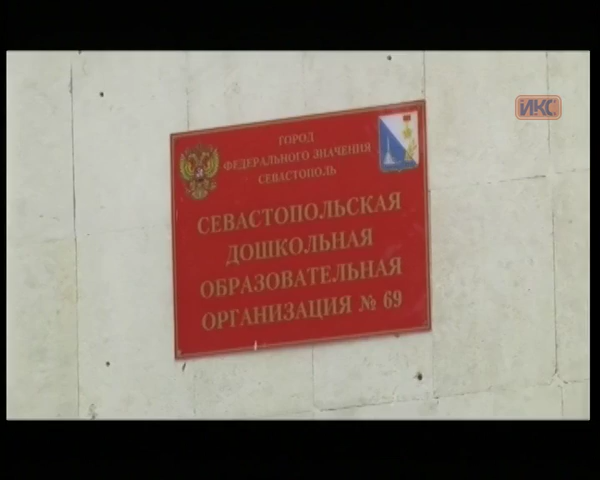 ИКС
ГОРОД
ФЕДЕРАЛЬНОГО ЗНАЧЕНИЯ
СЕВАСТОПОЛЬ
СЕВАСТОПОЛЬСКАЯ
ДОШКОЛЬНАЯ
ОБРАЗОВАТЕЛЬНАЯ
ОРГАНИЗАЦИЯ № 69